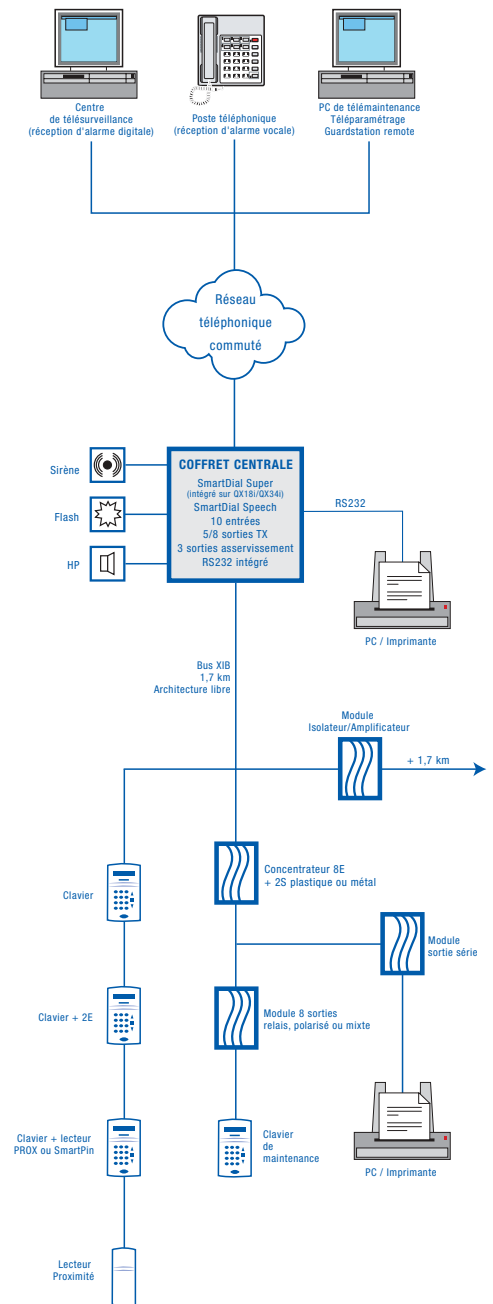 Centre
de télésurveillance
(réception d'alarme digitale)
Poste téléphonique
(réception d'alarme vocale)
PC de télémaintenance
Téléparamétrage
Guardstation remote
Réseau
téléphonique
commuté
Sirène
Flash
HP
COFFRET CENTRALE
SmartDial Super
(intégré sur QX18i/QX34i)
SmartDial Speech
10 entrées
5/8 sorties TX
3 sorties asservissement
RS232 intégré
RS232
PC / Imprimante
Bus XIB
1,7 km
Architecture libre
Module
Isolateur/Amplificateur
+ 1,7 km
Clavier
Concentrateur 8E
+ 2S plastique ou métal
Module
sortie série
Clavier + 2E
Module 8 sorties
relais, polarisé ou mixte
Clavier + lecteur
PROX ou SmartPin
Clavier
de
maintenance
PC / Imprimante
Lecteur
Proximité